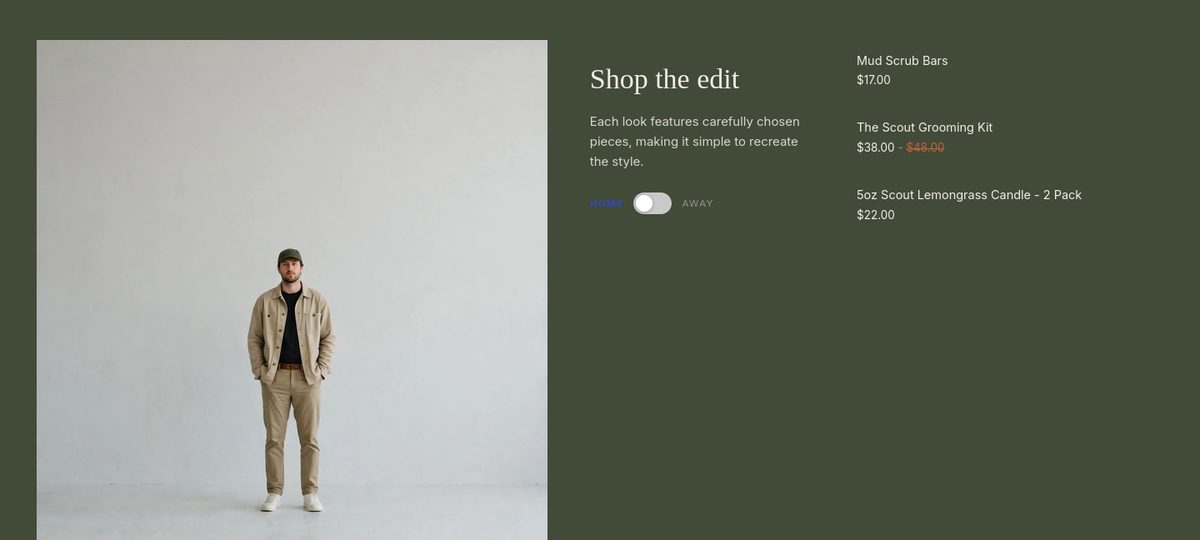 Shop the edit
Each look features carefully chosen
pieces, making it simple to recreate
the style.
HOME AWAY
Mud Scrub Bars
$17.00
The Scout Grooming Kit
$38.00 - $48.00
5oz Scout Lemongrass Candle - 2 Pack
$22.00